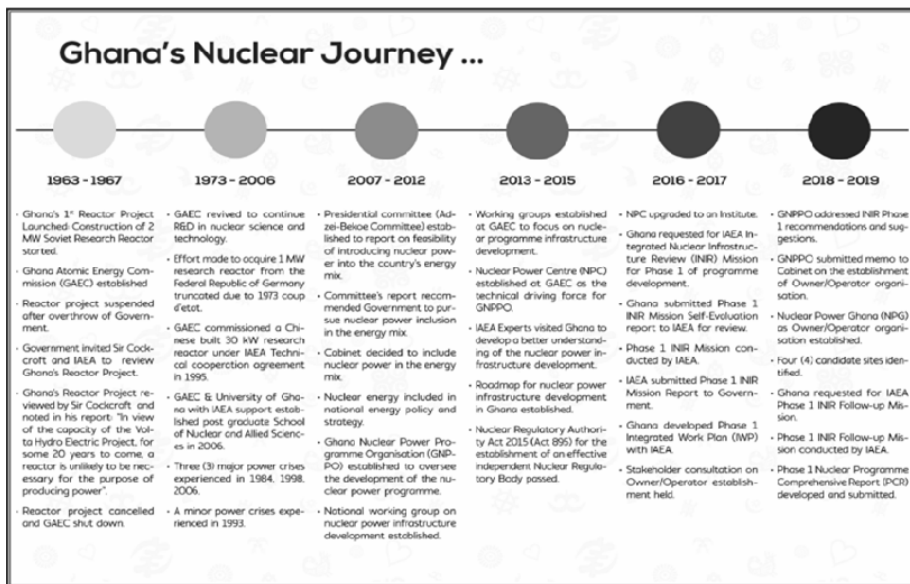 Ghana's Nuclear Journey ...
1963 - 1967
· Ghana's 1st Reactor Project
Launched: Construction of 2
MW Soviet Research Reactor
started.
· Ghana Atomic Energy Com-
mission (GAEC) established
· Reactor project suspended
after overthrow of Govern-
ment.
· Government invited Sir Cock-
croft and IAEA to review
Ghana's Reactor Project.
· Ghana's Reactor Project re-
viewed by Sir Cockcroft and
noted in his report: "In view
of the capacity of the Vol-
ta Hydro Electric Project, for
some 20 years to come, a
reactor is unlikely to be nec-
essary for the purpose of
producing power".
· Reactor project cancelled
and GAEC shut down.
1973 - 2006
· GAEC revived to continue
R&D in nuclear science and
technology.
· Effort made to acquire 1 MW
research reactor from the
Federal Republic of Germany
truncated due to 1973 coup
d'etat.
· GAEC commissioned a Chi-
nese built 30 kW research
reactor under IAEA Techni-
cal cooperation agreement
in 1995.
· GAEC & University of Gha-
na with IAEA support estab-
lished post graduate School
of Nuclear and Allied Scienc-
es in 2006.
· Three (3) major power crises
experienced in 1984, 1998,
2006.
· A minor power crises expe-
rienced in 1993.
2007 - 2012
· Presidential committee (Ad-
zei-Bekoe Committee) estab-
lished to report on feasibility
of introducing nuclear pow-
er into the country's energy
mix.
· Committee's report recom-
mended Government to pur-
sue nuclear power inclusion
in the energy mix.
· Cabinet decided to include
nuclear power in the energy
mix.
· Nuclear energy included in
national energy policy and
strategy.
· Ghana Nuclear Power Pro-
gramme Organisation (GNP-
PO) established to oversee
the development of the nu-
clear power programme.
· National working group on
nuclear power infrastructure
development established.
2013 - 2015
· Working groups established
at GAEC to focus on nucle-
ar programme infrastructure
development.
· Nuclear Power Centre (NPC)
established at GAEC as the
technical driving force for
GNPPO.
· IAEA Experts visited Ghana to
develop a better understand-
ing of the nuclear power in-
frastructure development.
· Roadmap for nuclear power
infrastructure development
in Ghana established.
· Nuclear Regulatory Authori-
ty Act 2015 (Act 895) for the
establishment of an effective
independent Nuclear Regula-
tory Body passed.
2016 - 2017
· NPC upgraded to an Institute.
· Ghana requested for IAEA In-
tegrated Nuclear Infrastruc-
ture Review (INIR) Mission
for Phase 1 of programme
development.
· Ghana submitted Phase 1
INIR Mission Self-Evaluation
report to IAEA for review.
· Phase 1 INIR Mission con-
ducted by IAEA.
· IAEA submitted Phase 1 INIR
Mission Report to Govern-
ment.
· Ghana developed Phase 1
Integrated Work Plan (IWP)
with IAEA.
· Stakeholder consultation on
Owner/Operator establish-
ment held.
2018 - 2019
· GNPPO addressed INIR Phase
1 recommendations and sug-
gestions.
· GNPPO submitted memo to
Cabinet on the establishment
of Owner/Operator organi-
sation.
· Nuclear Power Ghana (NPG)
as Owner/Operator organ-
isation established.
· Four (4) candidate sites iden-
tified.
· Ghana requested for IAEA
Phase 1 INIR Follow-up Mis-
sion.
· Phase 1 INIR Follow-up Mis-
sion conducted by IAEA.
· Phase 1 Nuclear Programme
Comprehensive Report (PCR)
developed and submitted.